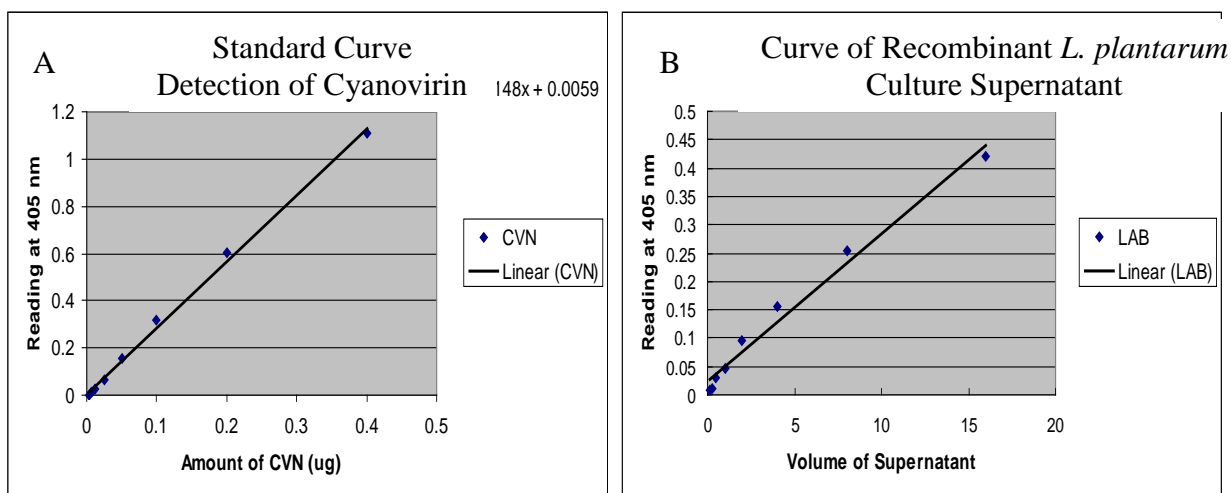 A
Standard Curve
Detection of Cyanovirin
148x + 0.0059
Reading at 405 nm
1.2
1
0.8
0.6
0.4
0.2
0
0
0.1
0.2
0.3
0.4
0.5
Amount of CVN (ug)
CVN
Linear (CVN)
B
Curve of Recombinant L. plantarum
Culture Supernatant
Reading at 405 nm
0.5
0.45
0.4
0.35
0.3
0.25
0.2
0.15
0.1
0.05
0
0
5
10
15
20
Volume of Supernatant
LAB
Linear (LAB)